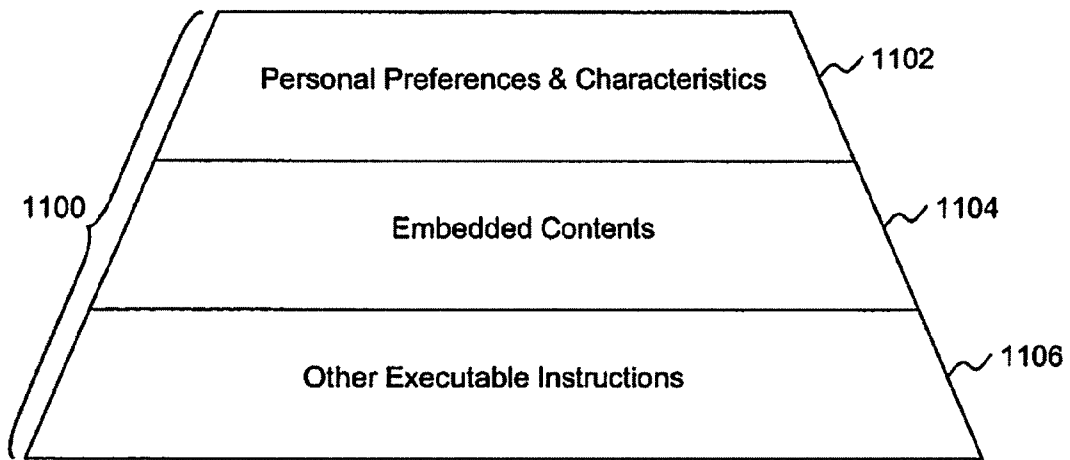 1102
Personal Preferences & Characteristics
1100
1104
Embedded Contents
1106
Other Executable Instructions